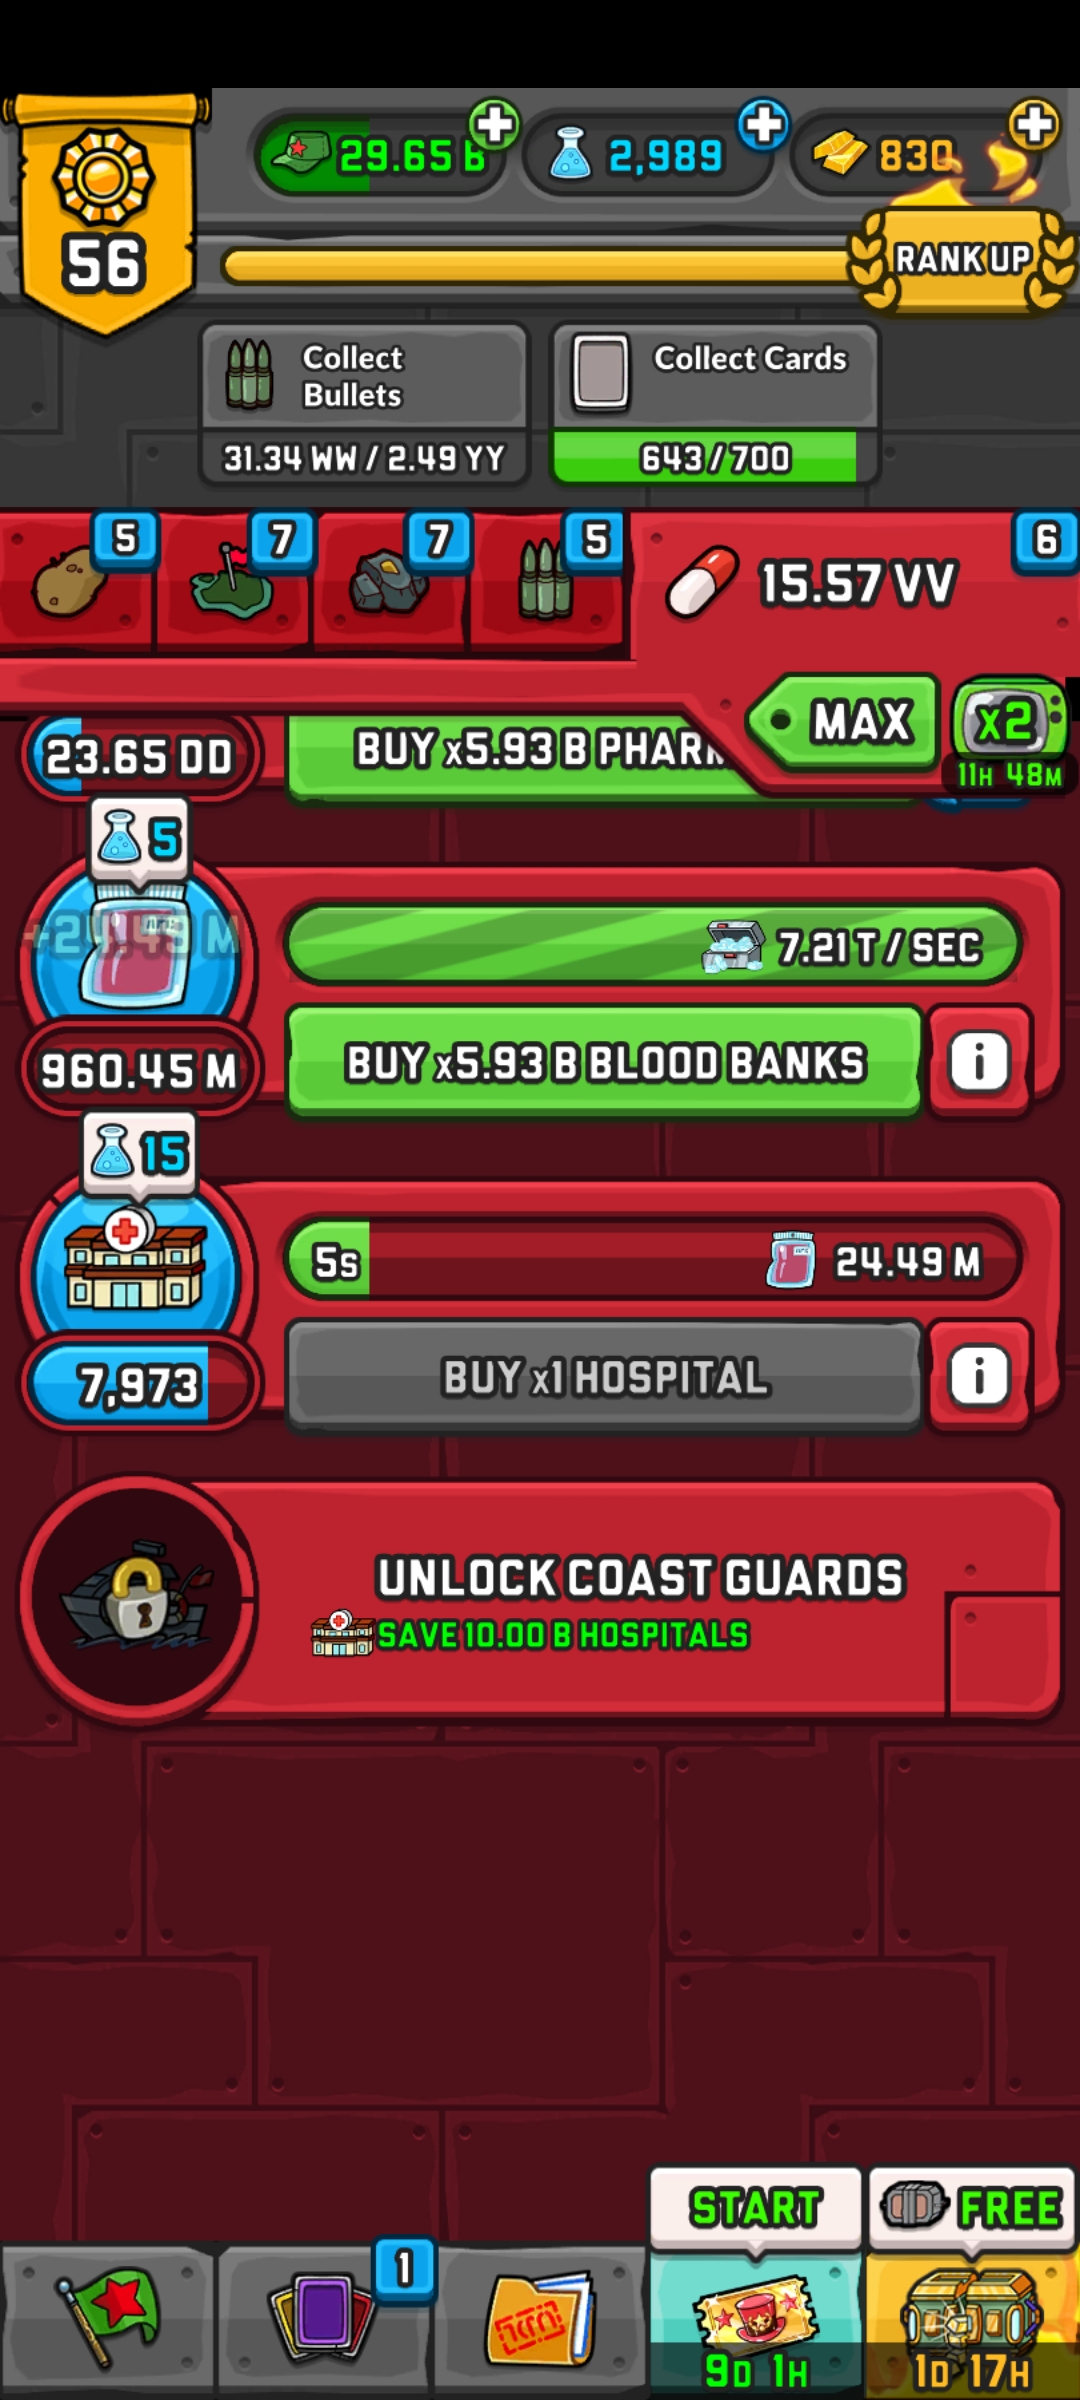 29.65 B
2,989
830
56
RANK UP
Collect
Bullets
Collect Cards
31.34 WW / 2.49 YY
643 / 700
5
7
7
5
6
15.57 VV
MAX
x2
11H 48M
23.65 DD
BUY x5.93 B PHARM
5
+24.49 M
7.21 T / SEC
960.45 M
BUY x5.93 B BLOOD BANKS
i
15
5s
24.49 M
7,973
BUY x1 HOSPITAL
i
UNLOCK COAST GUARDS
SAVE 10.00 B HOSPITALS
START
FREE
1
9D 1H
1D 17H